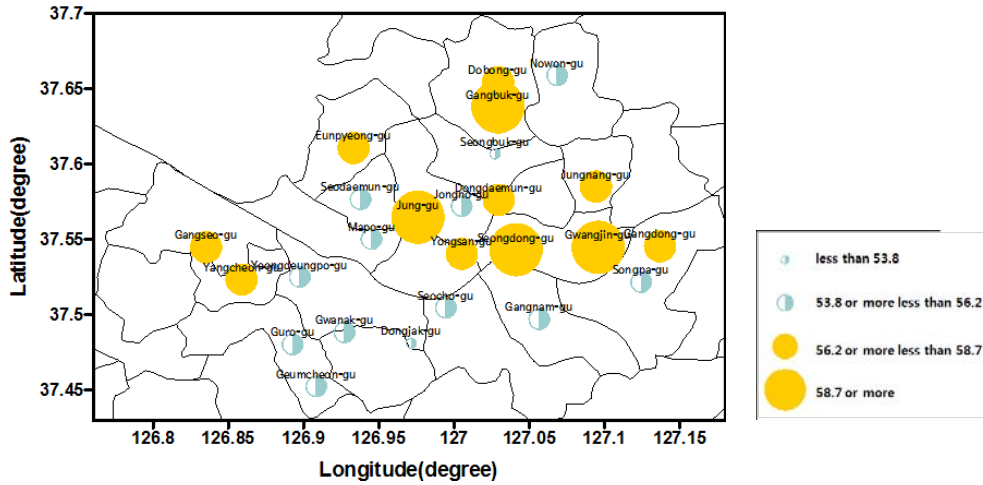 37.7
37.65
37.6
37.55
37.5
37.45
Latitude(degree)
Nowon-gu
Dobong-gu
Gangbuk-gu
Seongbuk-gu
Eunpyeong-gu
Jungnang-gu
Seodaemun-gu
Jongno-gu
Dongdaemun-gu
Jung-gu
Mapo-gu
Gangseo-gu
Yongsan-gu
Seongdong-gu
Gwangjin-gu
Gangdong-gu
Yangcheon-gu
Yeongdeungpo-gu
Songpa-gu
Seocho-gu
Gangnam-gu
Gwanak-gu
Guro-gu
Dongjak-gu
Geumcheon-gu
126.8 126.85 126.9 126.95 127 127.05 127.1 127.15
Longitude(degree)
less than 53.8
53.8 or more less than 56.2
56.2 or more less than 58.7
58.7 or more